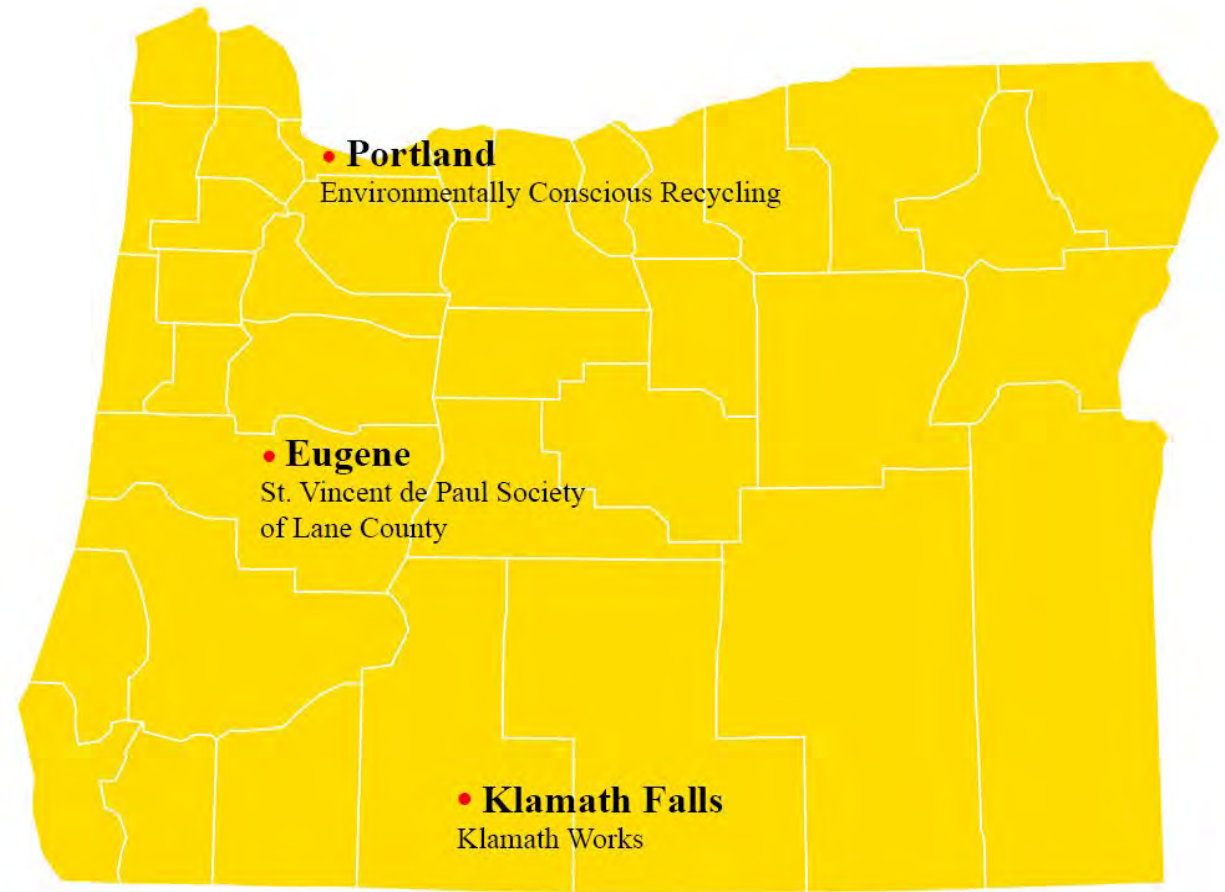 Portland
Environmentally Conscious Recycling
Eugene
St. Vincent de Paul Society
of Lane County
Klamath Falls
Klamath Works